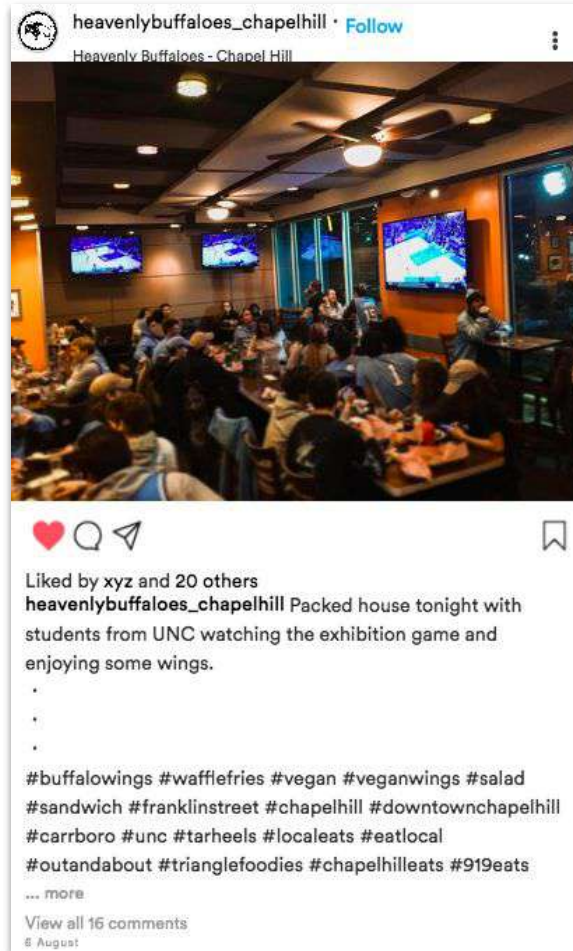 heavenlybuffaloes_chapelhill · Follow
Heavenly Buffaloes - Chapel Hill
15
1
Liked by xyz and 20 others
heavenlybuffaloes_chapelhill Packed house tonight with
students from UNC watching the exhibition game and
enjoying some wings.
.
.
.
#buffalowings #wafflefries #vegan #veganwings #salad
#sandwich #franklinstreet #chapelhill #downtownchapelhill
#carrboro #unc #tarheels #localeats #eatlocal
#outandabout #trianglefoodies #chapelhilleats #919eats
... more
View all 16 comments
6 August